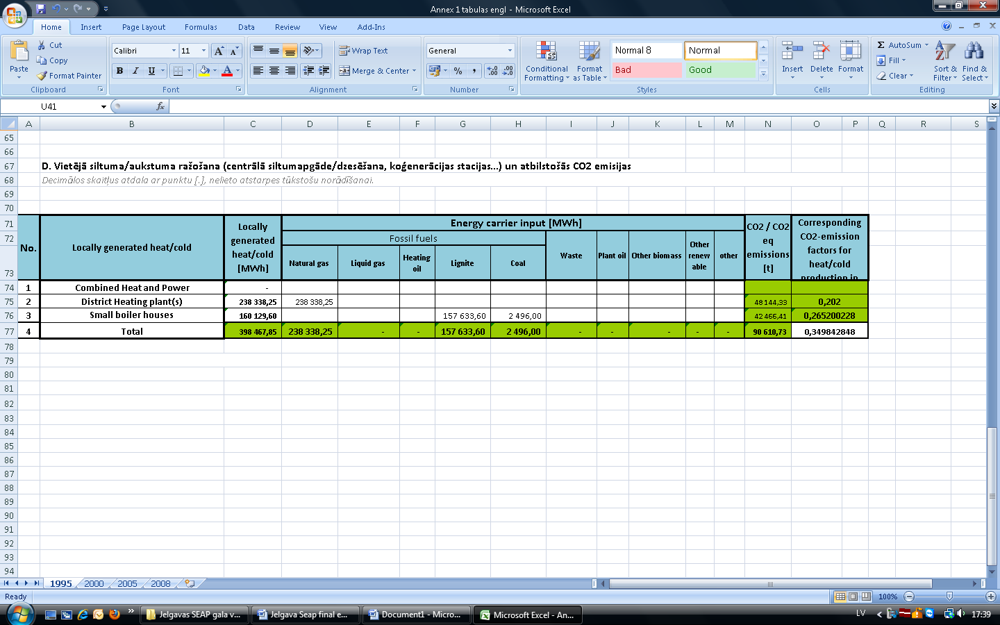 Annex 1 tabulas engl - Microsoft Excel
Home Insert Page Layout Formulas Data Review View Add-Ins
Paste
Cut
Copy
Format Painter
Clipboard
Calibri 11
B I U
Font
Wrap Text
Merge & Center
Alignment
General
% ,
Number
Conditional Formatting
Format as Table
Normal 8 Normal
Bad Good
Styles
Insert Delete Format
Cells
Σ AutoSum
Fill
Clear
Sort & Filter
Find & Select
Editing
U41 fx
A B C D E F G H I J K L M N O P Q R S
65
66
67 D. Vietējā siltuma/aukstuma ražošana (centrālā siltumapgāde/dzesēšana, koģenerācijas stacijas...) un atbilstošās CO2 emisijas
68 Decimālos skaitļus atdala ar punktu [.], nelieto atstarpes tūkstošu norādīšanai.
69
70
71
72
73
No.
Locally generated heat/cold
Locally generated heat/cold [MWh]
Energy carrier input [MWh]
Fossil fuels
Natural gas
Liquid gas
Heating oil
Lignite
Coal
Waste
Plant oil
Other biomass
Other renew able
other
CO2 / CO2 eq emissions [t]
Corresponding CO2-emission factors for heat/cold production in
74 1 Combined Heat and Power -
75 2 District Heating plant(s) 238 338,25 238 338,25 48 144,33 0,202
76 3 Small boiler houses 160 129,60 157 633,60 2 496,00 42 466,41 0,265200228
77 4 Total 398 467,85 238 338,25 - - 157 633,60 2 496,00 - - - - - 90 610,73 0,349842848
78
79
80
81
82
83
84
85
86
87
88
89
90
91
92
93
94
1995 2000 2005 2008
Ready 100%
Jelgavas SEAP gala v... Jelgava Seap final e... Document1 - Micro... Microsoft Excel - An... LV 17:39